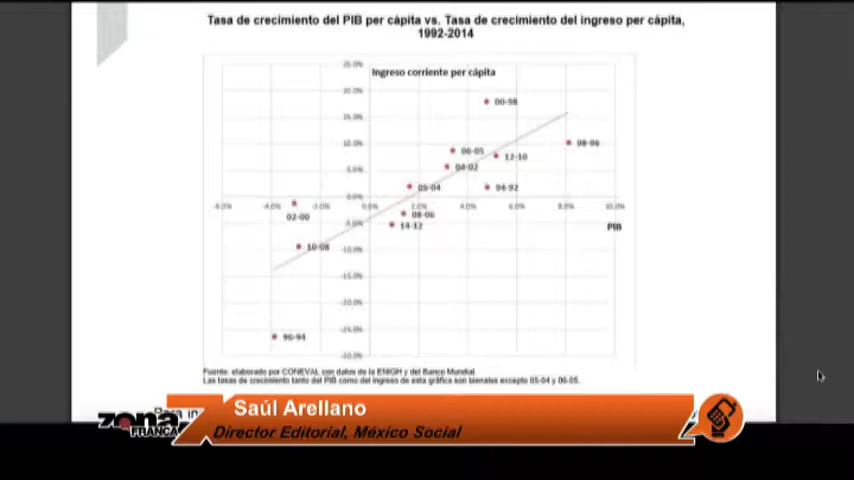 Tasa de crecimiento del PIB per cápita vs. Tasa de crecimiento del ingreso per cápita,
1992-2014
25.0%
Ingreso corriente per cápita
20.0%
00-98
15.0%
10.0%
98-96
06-05
12-10
5.0%
04-02
05-04
94-92
0.0%
-6.0% -4.0% -2.0% 0.0% 2.0% 4.0% 6.0% 8.0% 10.0%
02-00
08-06
-5.0%
14-12
PIB
10-08
-10.0%
-15.0%
-20.0%
-25.0%
96-94
-30.0%
Fuente: elaborado por CONEVAL con datos de la ENIGH y del Banco Mundial.
Las tasas de crecimiento tanto del PIB como del ingreso de esta gráfica son bienales excepto 05-04 y 06-05.
Para in
Saúl Arellano
zona
FRANCA
Director Editorial, México Social